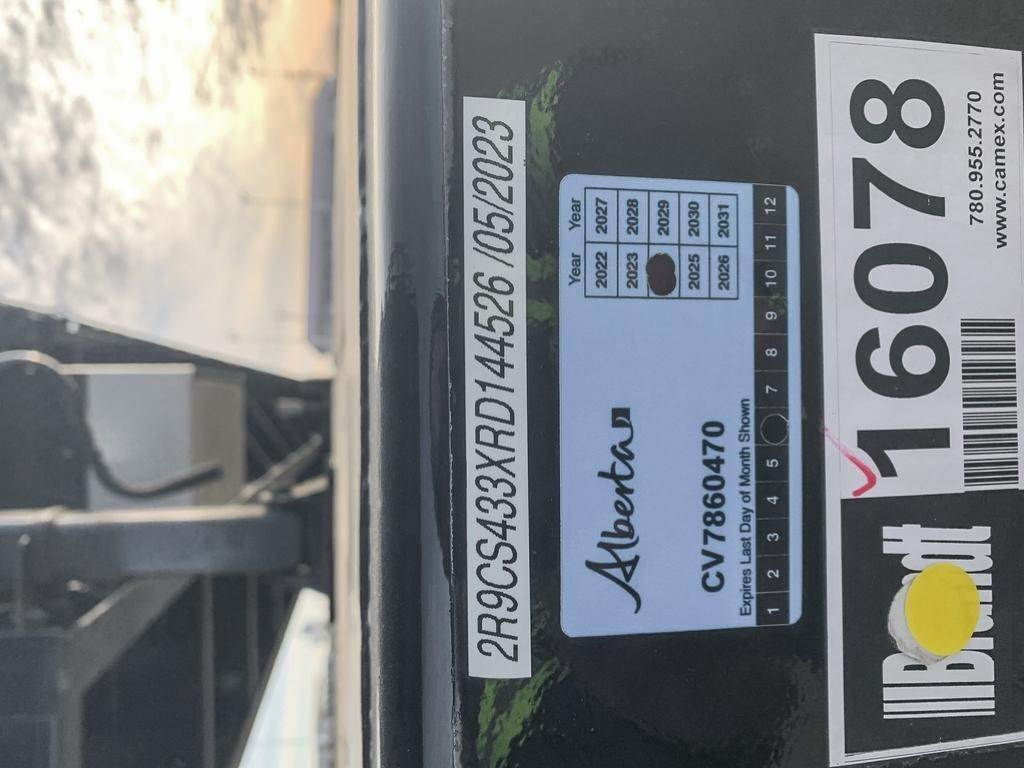 2R9CS433XRD144526 /05/2023
Year Year
2022 2027
2023 2028
2029
2025 2030
2026 2031
Alberta
CV7860470
Expires Last Day of Month Shown
1 2 3 4 5 7 8 9 10 11 12
16078
780.955.2770
www.camex.com